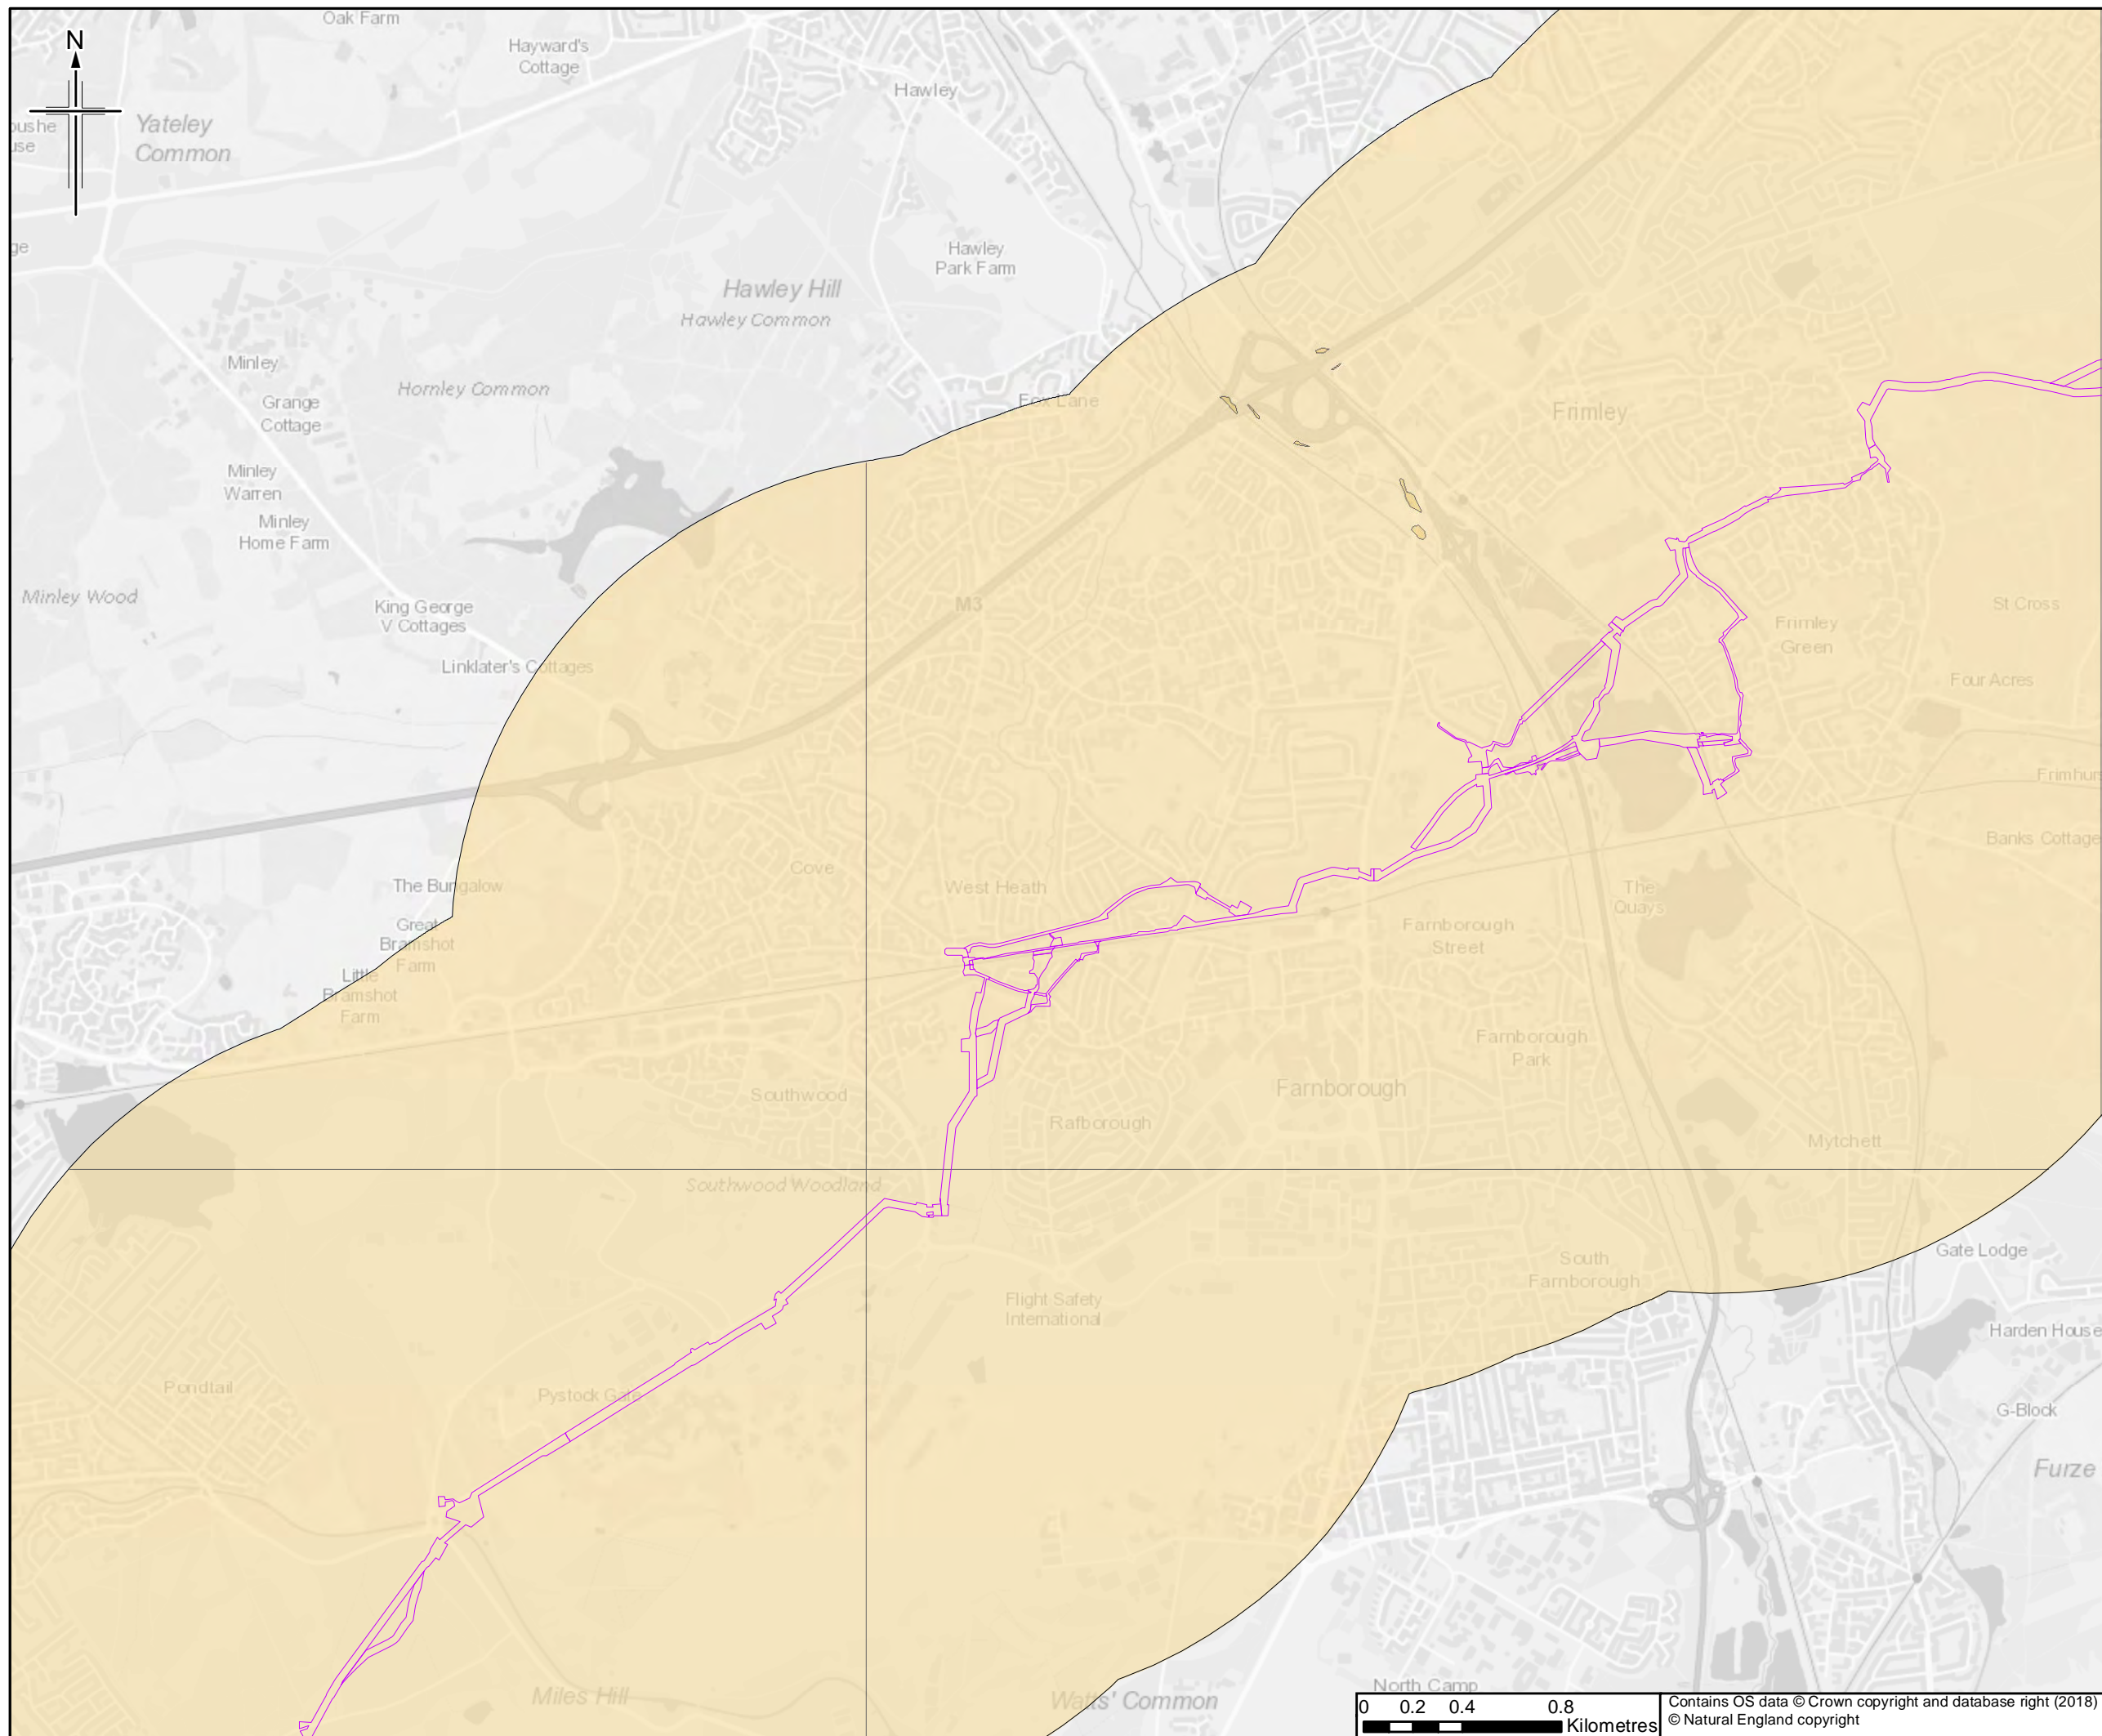 Oak Farm
N
Hayward's
Cottage
Hawley
Yateley
Common
Hawley
Park Farm
Hawley Hill
Hawley Common
Minley
Hornley Common
Grange
Cottage
Fox Lane
Frimley
Minley
Warren
Minley
Home Farm
Minley Wood
King George
V Cottages
M3
St Cross
Frimley
Green
Linklater's Cottages
Four Acres
Banks Cottage
Cove
The Bungalow
West Heath
The
Quays
Great
Bramshot
Farm
Farnborough
Street
Little
Bramshot
Farm
Farnborough
Park
Southwood
Farnborough
Rafborough
Mytchett
Southwood Woodland
Gate Lodge
South
Farnborough
Flight Safety
International
Harden House
Pondtail
Pystock Gate
G-Block
Furze
Miles Hill
Watts' Common
North Camp
0 0.2 0.4 0.8
Kilometres
Contains OS data © Crown copyright and database right (2018)
© Natural England copyright